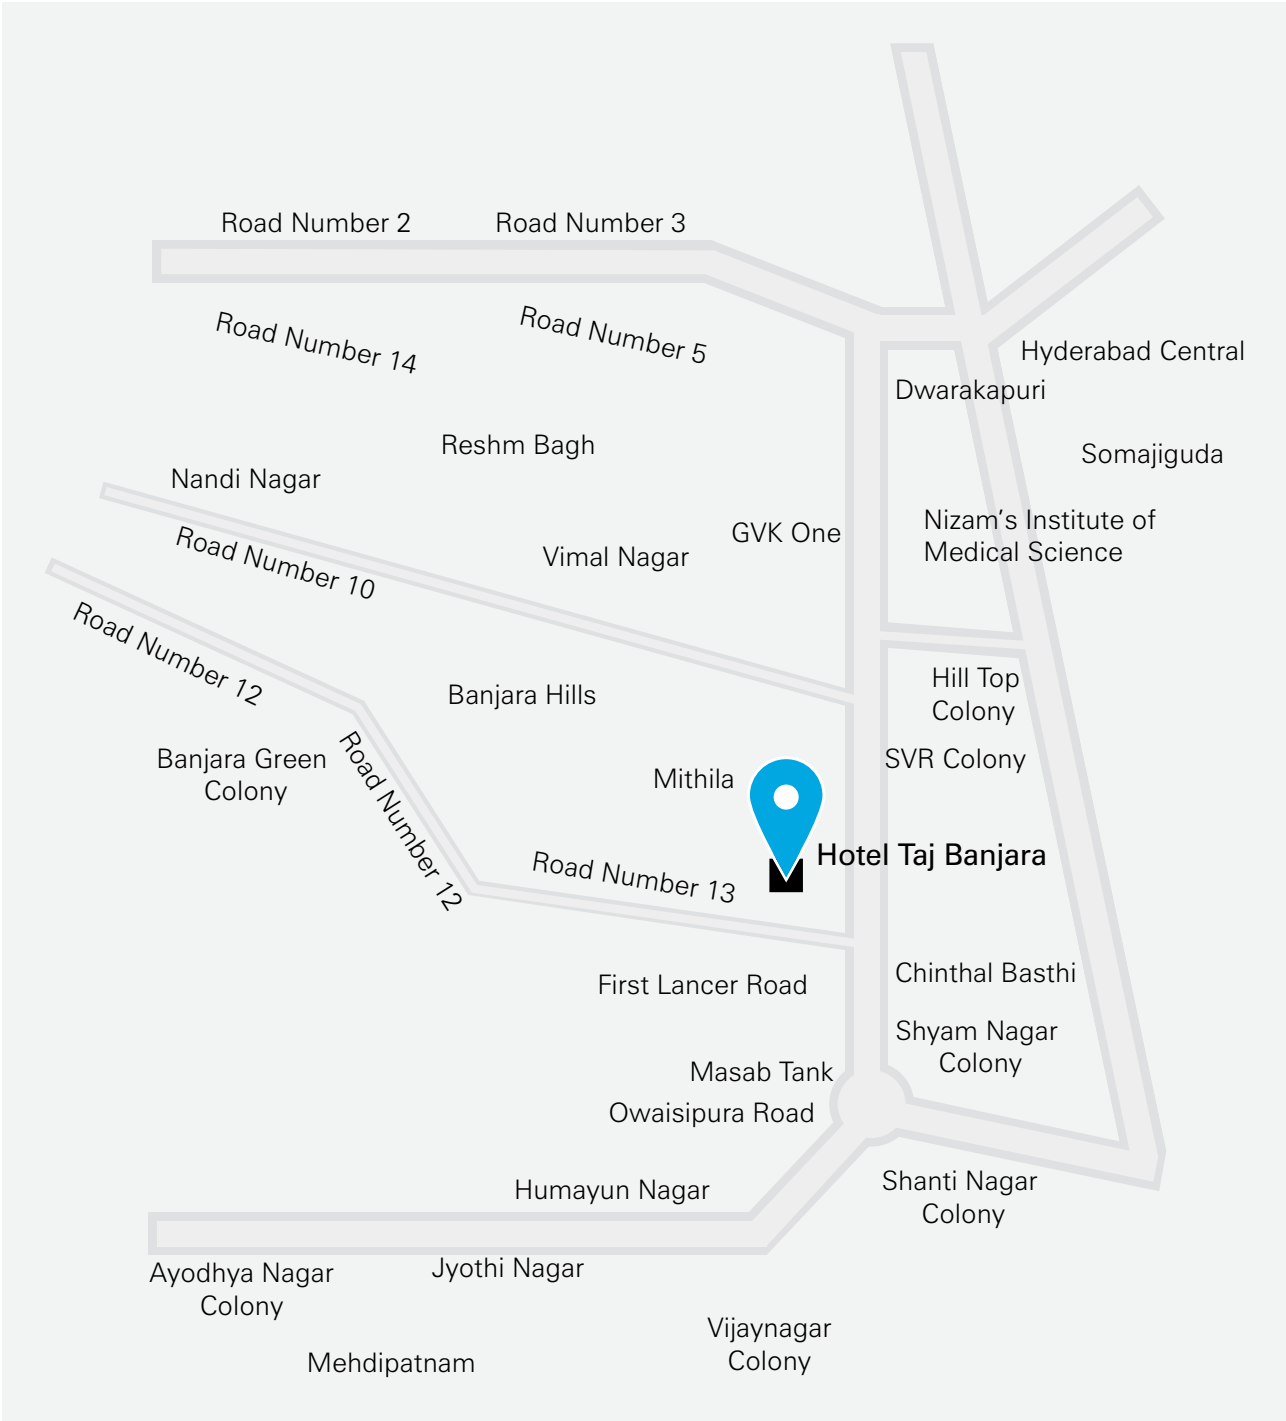 Road Number 2
Road Number 3
Road Number 14
Road Number 5
Hyderabad Central
Dwarakapuri
Reshm Bagh
Somajiguda
Nandi Nagar
Road Number 10
GVK One
Nizam’s Institute of
Medical Science
Vimal Nagar
Road Number 12
Banjara Hills
Hill Top
Colony
Banjara Green
Colony
Road Number 12
SVR Colony
Mithila
Hotel Taj Banjara
Road Number 13
First Lancer Road
Chinthal Basthi
Shyam Nagar
Colony
Masab Tank
Owaisipura Road
Humayun Nagar
Shanti Nagar
Colony
Ayodhya Nagar
Colony
Jyothi Nagar
Vijaynagar
Colony
Mehdipatnam